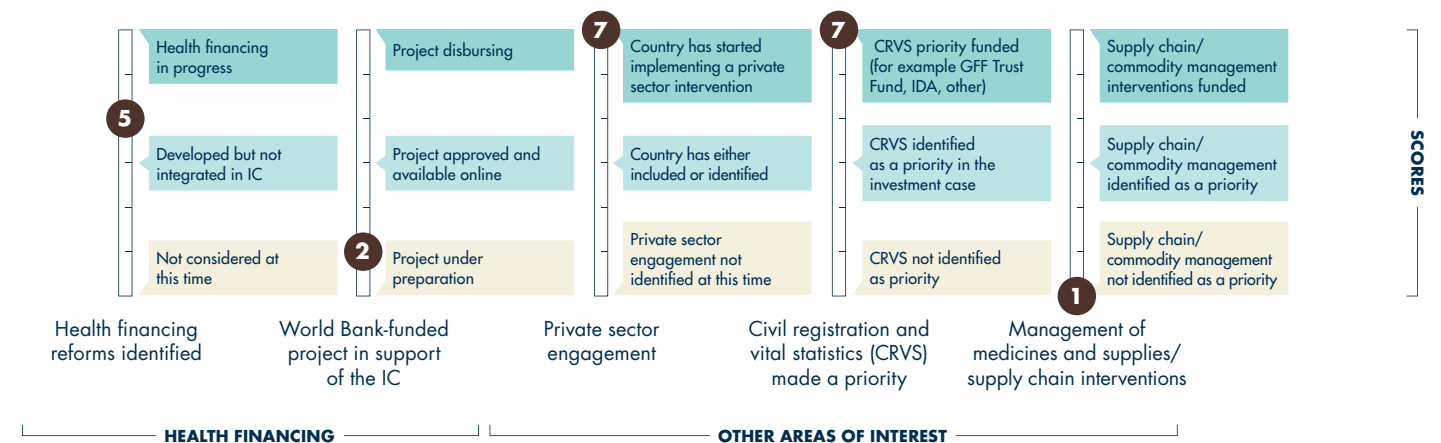 5
Health financing
in progress
Developed but not
integrated in IC
Not considered at
this time
Health financing
reforms identified
2
Project disbursing
Project approved and
available online
Project under
preparation
World Bank-funded
project in support
of the IC
7
Country has started
implementing a private
sector intervention
Country has either
included or identified
Private sector
engagement not
identified at this time
Private sector
engagement
7
CRVS priority funded
(for example GFF Trust
Fund, IDA, other)
CRVS identified
as a priority in the
investment case
CRVS not identified
as priority
Civil registration and
vital statistics (CRVS)
made a priority
1
Supply chain/
commodity management
interventions funded
Supply chain/
commodity management
identified as a priority
Supply chain/
commodity management
not identified as a priority
Management of
medicines and supplies/
supply chain interventions
SCORES
HEALTH FINANCING
OTHER AREAS OF INTEREST